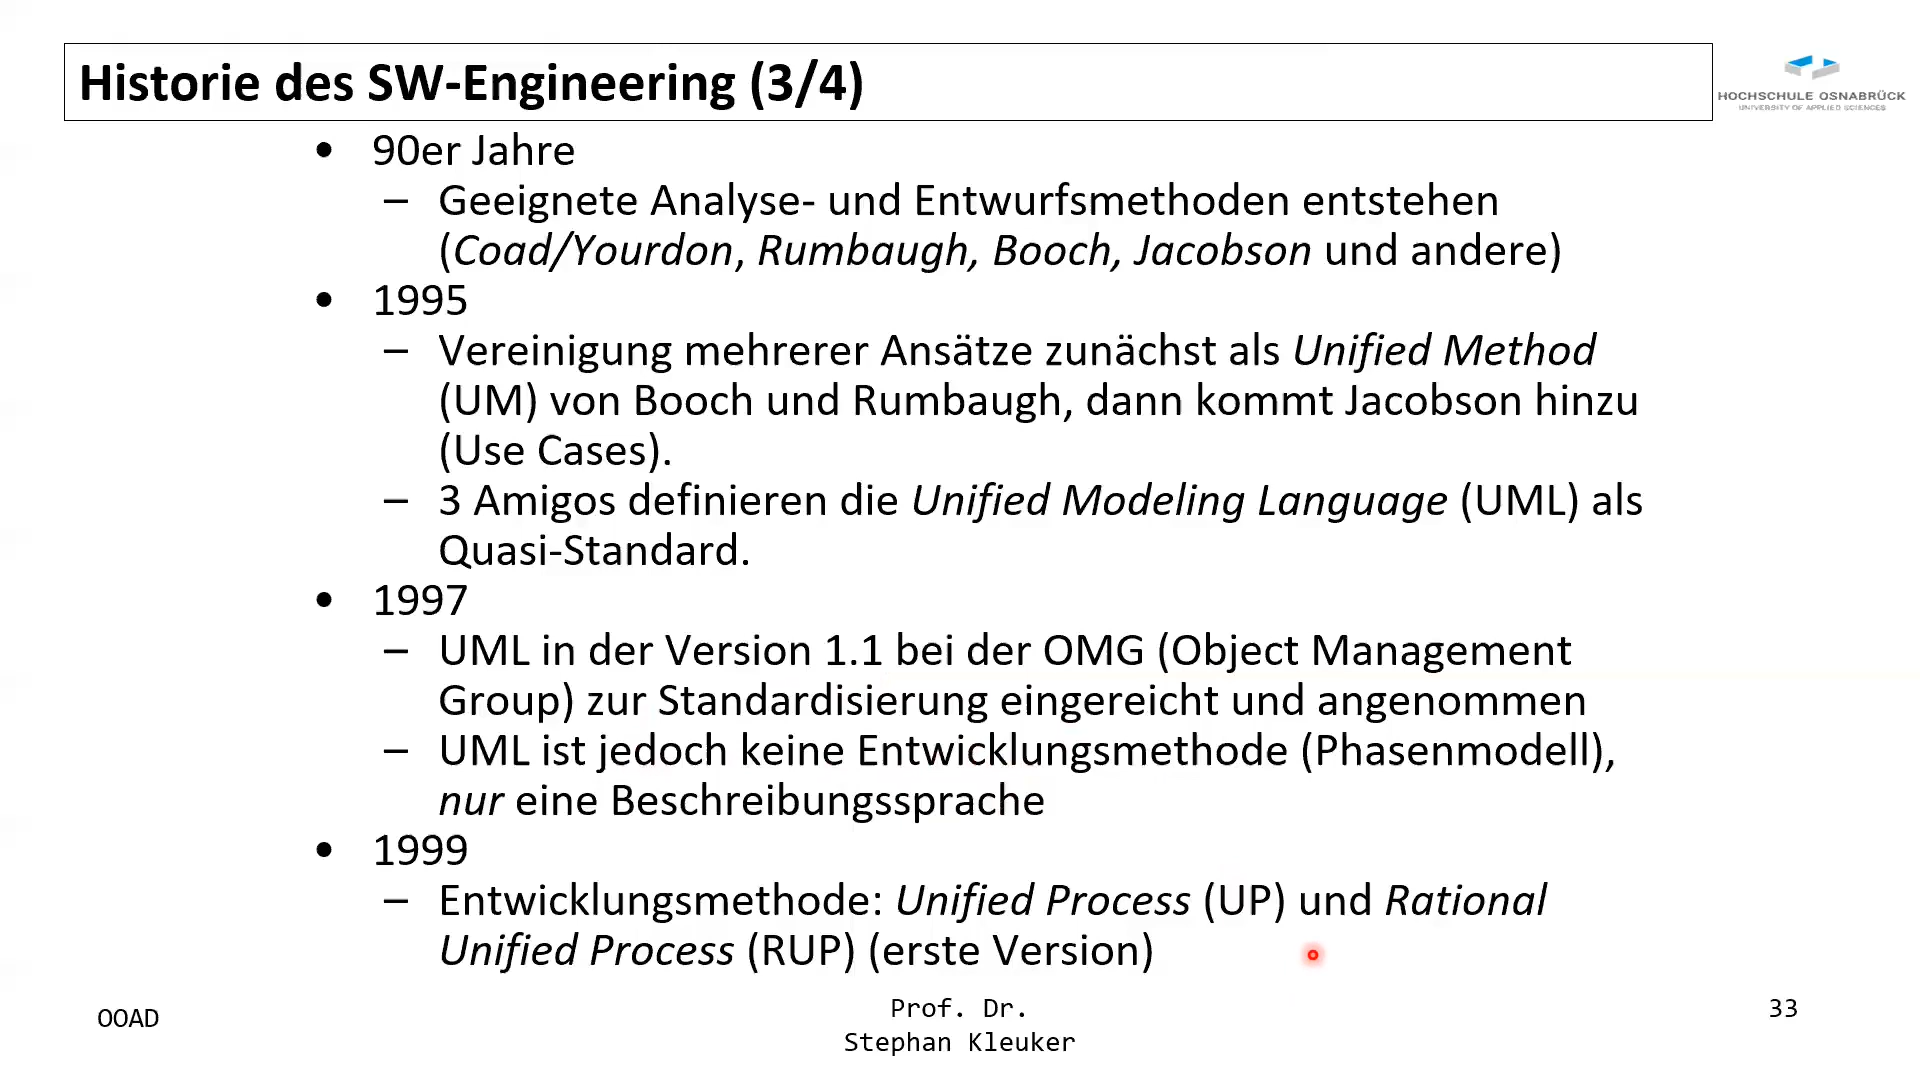 Historie des SW-Engineering (3/4)
HOCHSCHULE OSNABRÜCK
UNIVERSITY OF APPLIED SCIENCES
• 90er Jahre
– Geeignete Analyse- und Entwurfsmethoden entstehen
(Coad/Yourdon, Rumbaugh, Booch, Jacobson und andere)
• 1995
– Vereinigung mehrerer Ansätze zunächst als Unified Method
(UM) von Booch und Rumbaugh, dann kommt Jacobson hinzu
(Use Cases).
– 3 Amigos definieren die Unified Modeling Language (UML) als
Quasi-Standard.
• 1997
– UML in der Version 1.1 bei der OMG (Object Management
Group) zur Standardisierung eingereicht und angenommen
– UML ist jedoch keine Entwicklungsmethode (Phasenmodell),
nur eine Beschreibungssprache
• 1999
– Entwicklungsmethode: Unified Process (UP) und Rational
Unified Process (RUP) (erste Version)
OOAD
Prof. Dr.
Stephan Kleuker
33